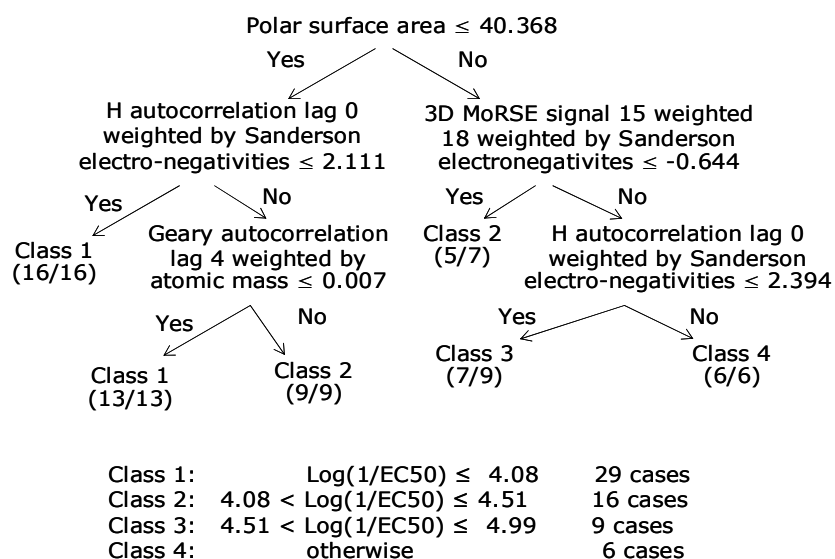 Polar surface area ≤ 40.368
Yes
No
H autocorrelation lag 0
weighted by Sanderson
electro-negativities ≤ 2.111
3D MoRSE signal 15 weighted
18 weighted by Sanderson
electronegativites ≤ -0.644
Yes
No
Yes
No
Class 1
(16/16)
Geary autocorrelation
lag 4 weighted by
atomic mass ≤ 0.007
Class 2
(5/7)
H autocorrelation lag 0
weighted by Sanderson
electro-negativities ≤ 2.394
Yes
No
Yes
No
Class 1
(13/13)
Class 2
(9/9)
Class 3
(7/9)
Class 4
(6/6)
Class 1: Log(1/EC50) ≤ 4.08 29 cases
Class 2: 4.08 < Log(1/EC50) ≤ 4.51 16 cases
Class 3: 4.51 < Log(1/EC50) ≤ 4.99 9 cases
Class 4: otherwise 6 cases